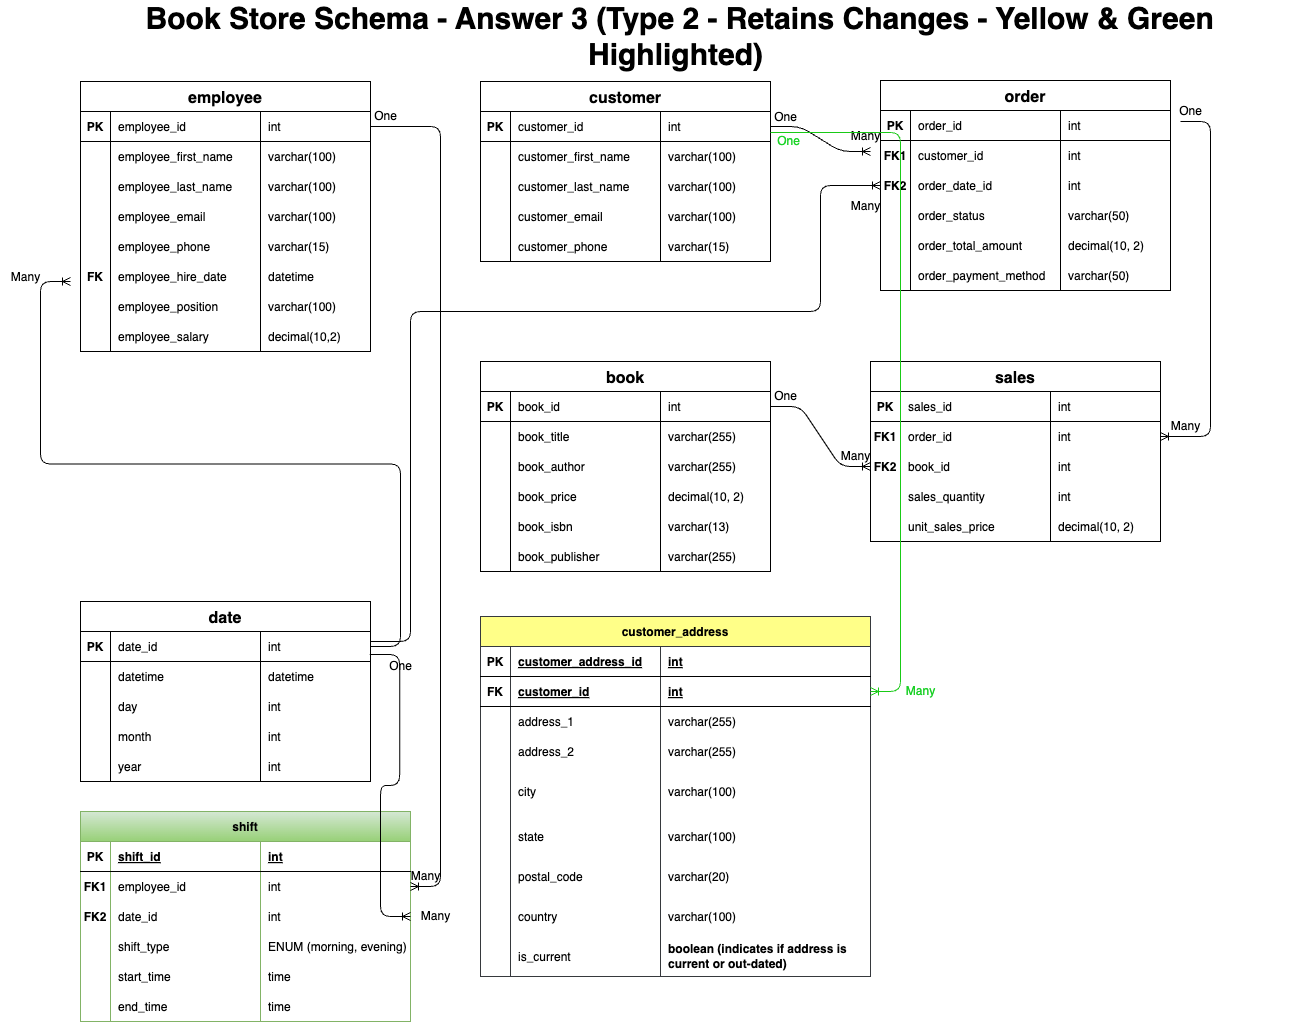 Book Store Schema - Answer 3 (Type 2 - Retains Changes - Yellow & Green
Highlighted)
employee
PK employee_id int
employee_first_name varchar(100)
employee_last_name varchar(100)
employee_email varchar(100)
employee_phone varchar(15)
FK employee_hire_date datetime
employee_position varchar(100)
employee_salary decimal(10,2)
One
Many
customer
PK customer_id int
customer_first_name varchar(100)
customer_last_name varchar(100)
customer_email varchar(100)
customer_phone varchar(15)
One
One
Many
Many
order
PK order_id int
FK1 customer_id int
FK2 order_date_id int
order_status varchar(50)
order_total_amount decimal(10, 2)
order_payment_method varchar(50)
One
book
PK book_id int
book_title varchar(255)
book_author varchar(255)
book_price decimal(10, 2)
book_isbn varchar(13)
book_publisher varchar(255)
One
Many
sales
PK sales_id int
FK1 order_id int
FK2 book_id int
sales_quantity int
unit_sales_price decimal(10, 2)
Many
date
PK date_id int
datetime datetime
day int
month int
year int
One
customer_address
PK customer_address_id int
FK customer_id int
address_1 varchar(255)
address_2 varchar(255)
city varchar(100)
state varchar(100)
postal_code varchar(20)
country varchar(100)
is_current boolean (indicates if address is
current or out-dated)
Many
shift
PK shift_id int
FK1 employee_id int
FK2 date_id int
shift_type ENUM (morning, evening)
start_time time
end_time time
Many
Many